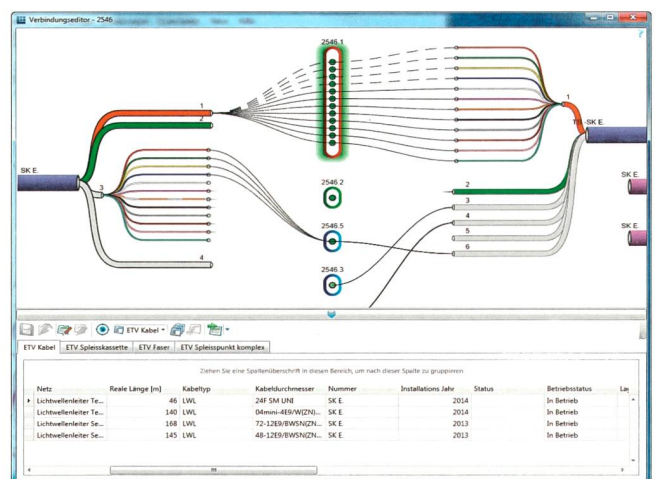 Verbindungseditor - 2546
?
2546.1
1
2
1
TS -SK E.
SK E.
SK E.
3
2546.2
2
3
4
2546.5
SK E.
5
4
6
2546.3
ETV Kabel
ETV Kabel ETV Spleisskassette ETV Faser ETV Spleisspunkt komplex
Ziehen Sie eine Spaltenüberschrift in diesen Bereich, um nach dieser Spalte zu gruppieren
Netz Reale Länge [m] Kabeltyp Kabeldurchmesser Nummer Installations Jahr Status Betriebsstatus Lag
Lichtwellenleiter Te... 46 LWL 24F SM UNI SK E. 2014 In Betrieb
Lichtwellenleiter Te... 140 LWL 04mini-4E9/W(ZN)... SK E. 2014 In Betrieb
Lichtwellenleiter Se... 168 LWL 72-12E9/BWSN(ZN... SK E. 2013 In Betrieb
Lichtwellenleiter Se... 145 LWL 48-12E9/BWSN(ZN... SK E. 2013 In Betrieb